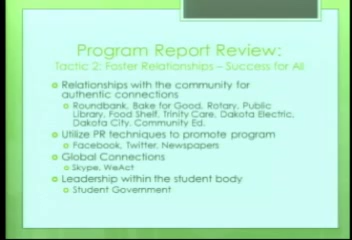 Program Report Review:
Tactic 2: Foster Relationships – Success for All
Relationships with the community for
authentic connections
Roundbank, Bake for Good, Rotary, Public
Library, Food Shelf, Trinity Care, Dakota Electric,
Dakota City, Community Ed.
Utilize PR techniques to promote program
Facebook, Twitter, Newspapers
Global Connections
Skype, WeAct
Leadership within the student body
Student Government